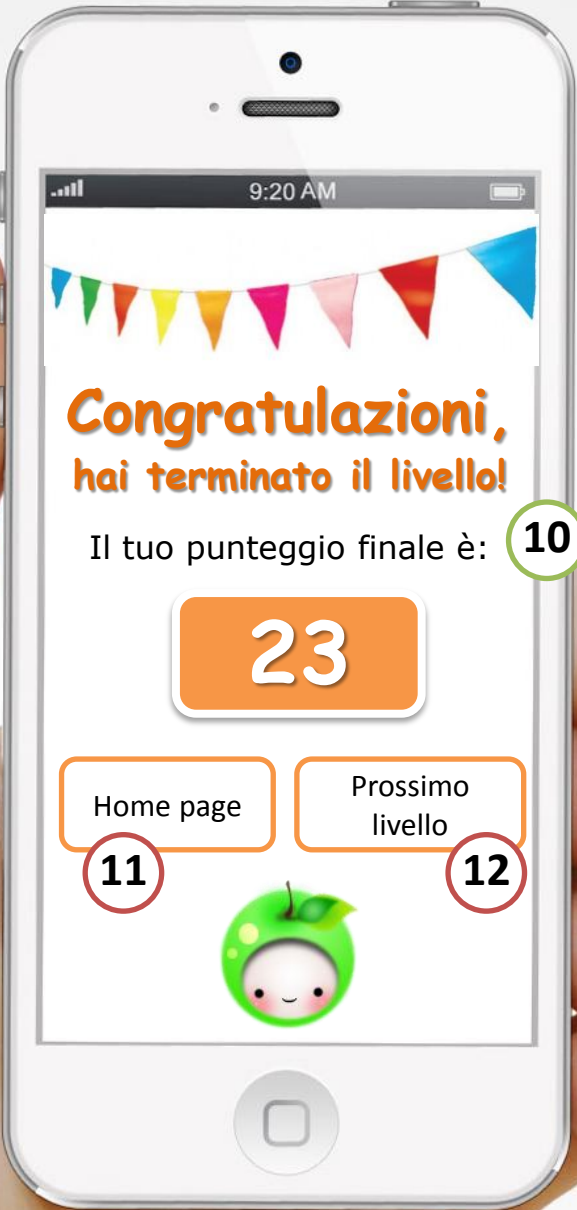 9:20 AM
Congratulazioni,
hai terminato il livello!
Il tuo punteggio finale è:
10
23
Home page
Prossimo
livello
11
12